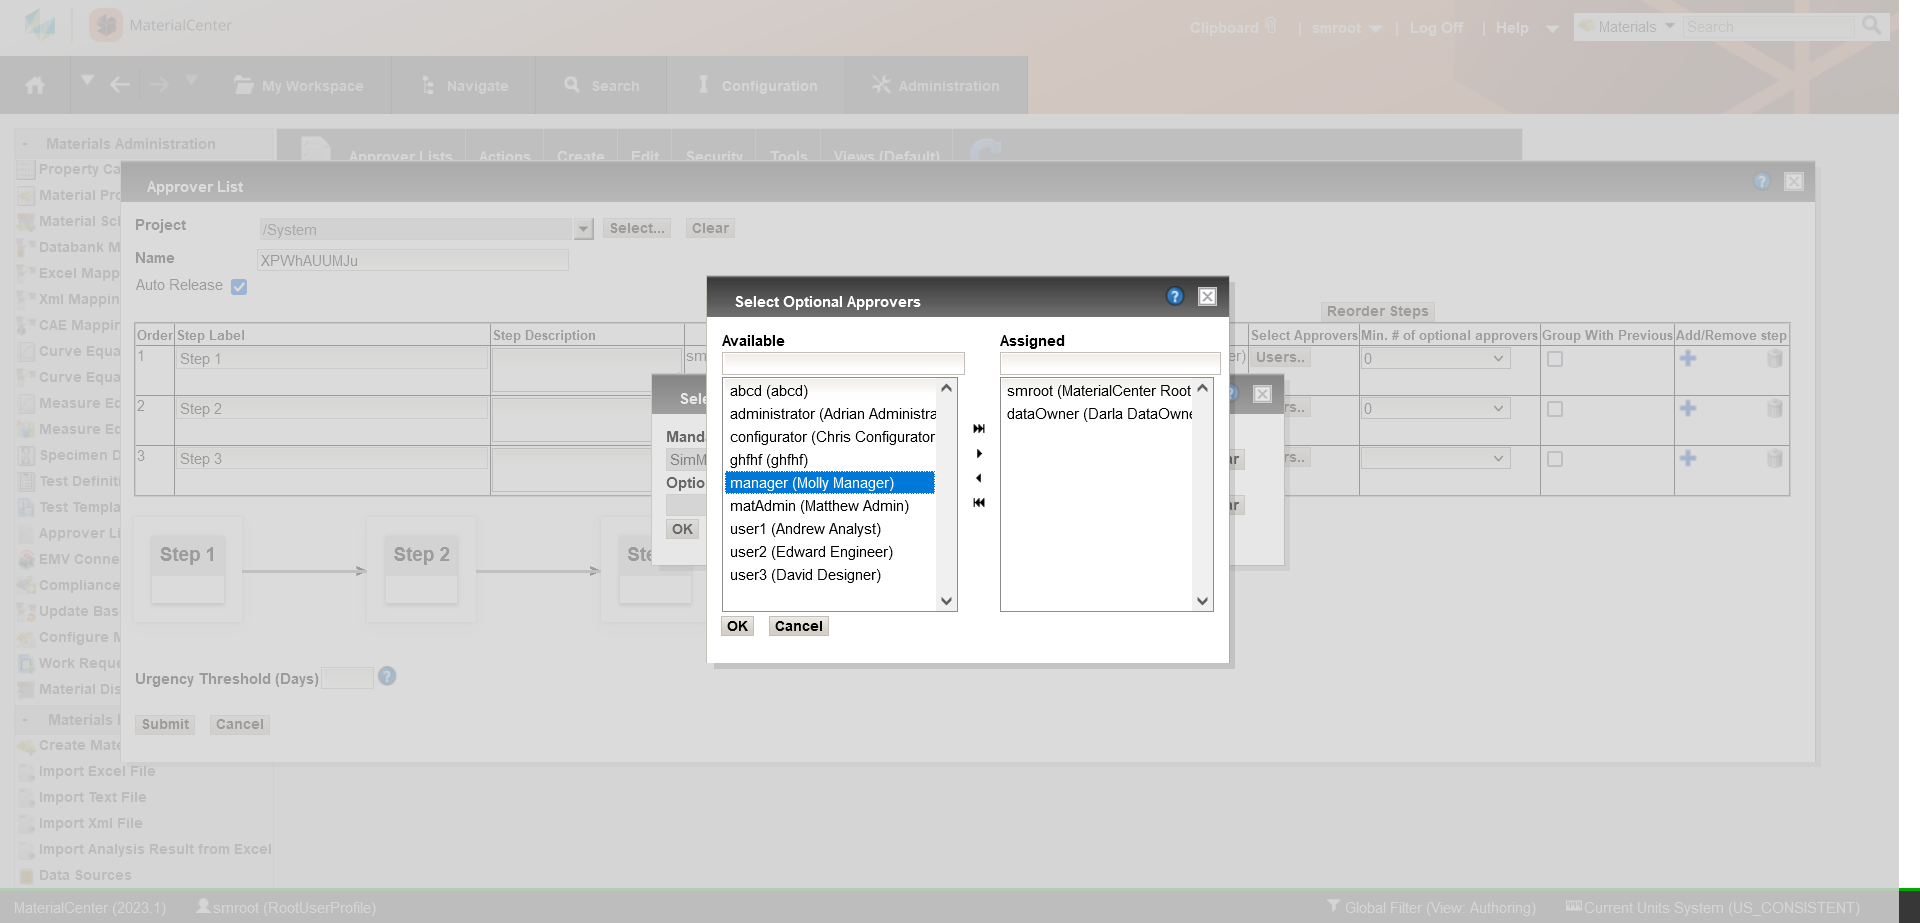 MaterialCenter
Clipboard | smroot | Log Off | Help Materials Search
My Workspace Navigate Search Configuration Administration
- Materials Administration
Approver Lists Actions Create Edit Security Tools Views (Default)
Property Ca
Material Pro
Material Sch
Databank M
Excel Mapp
Xml Mappin
CAE Mappin
Curve Equa
Curve Equa
Measure Ed
Measure Ed
Specimen D
Test Definiti
Test Templa
Approver Li
EMV Conne
Compliance
Update Bas
Configure M
Work Reque
Material Dis
- Materials
Create Mate
Import Excel File
Import Text File
Import Xml File
Import Analysis Result from Excel
Data Sources
Approver List
Project /System Select... Clear
Name XPWhAUUMJu
Auto Release
Reorder Steps
Order Step Label Step Description Select Approvers Min. # of optional approvers Group With Previous Add/Remove step
1 Step 1 sm er) Users.. 0
2 Step 2 rs.. 0
3 Step 3 rs..
Step 1 Step 2 Ste
Urgency Threshold (Days)
Submit Cancel
Sele
Manda
SimM ar
Optio
ar
OK
Select Optional Approvers
Available Assigned
abcd (abcd)
administrator (Adrian Administra
configurator (Chris Configurator
ghfhf (ghfhf)
manager (Molly Manager)
matAdmin (Matthew Admin)
user1 (Andrew Analyst)
user2 (Edward Engineer)
user3 (David Designer)
smroot (MaterialCenter Root
dataOwner (Darla DataOwne
OK Cancel
MaterialCenter (2023.1) smroot (RootUserProfile) Global Filter (View: Authoring) Current Units System (US_CONSISTENT)